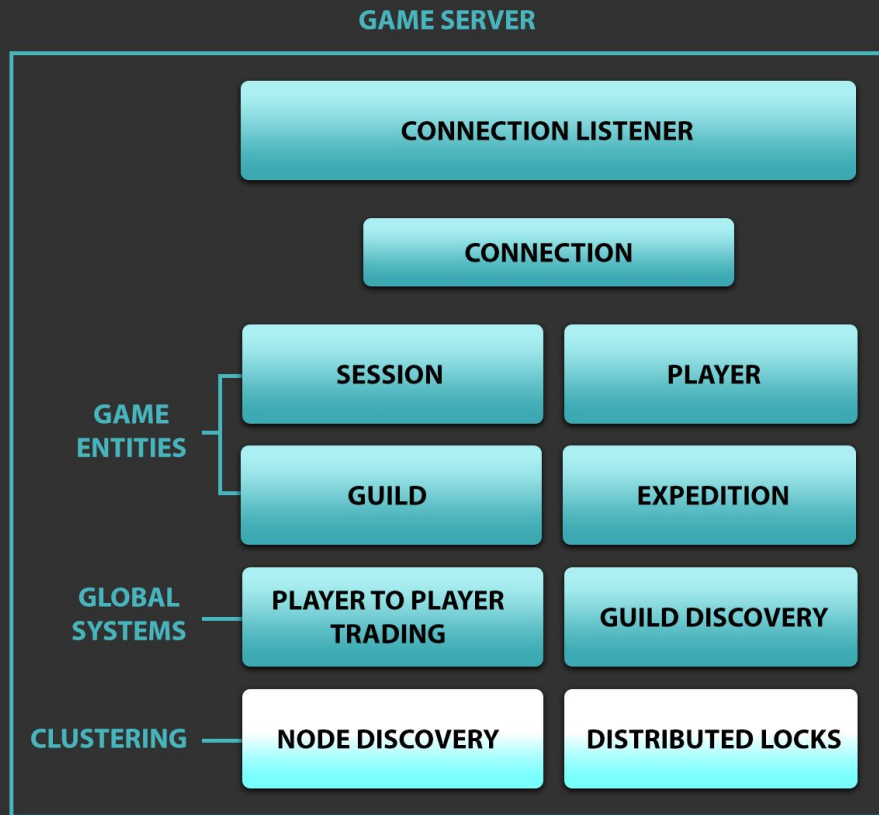 GAME SERVER
CONNECTION LISTENER
CONNECTION
GAME
ENTITIES
SESSION
PLAYER
GUILD
EXPEDITION
GLOBAL
SYSTEMS
PLAYER TO PLAYER
TRADING
GUILD DISCOVERY
CLUSTERING
NODE DISCOVERY
DISTRIBUTED LOCKS